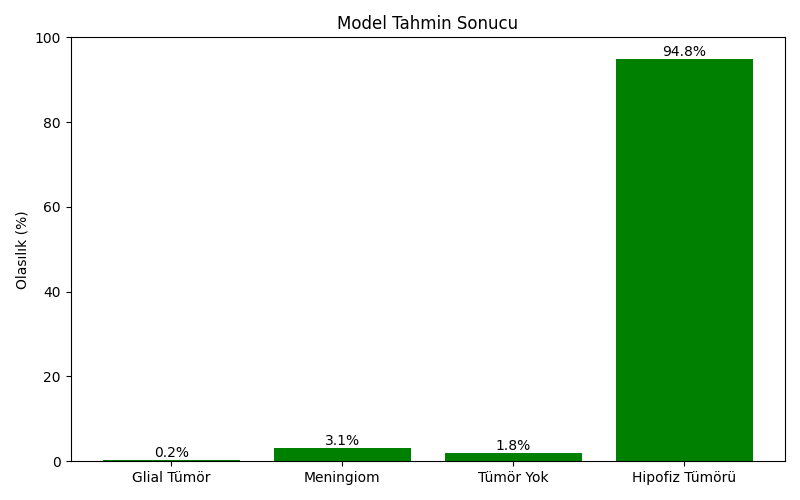 Model Tahmin Sonucu
Olasılık (%)
100
80
60
40
20
0
0.2%
3.1%
1.8%
94.8%
Glial Tümör
Meningiom
Tümör Yok
Hipofiz Tümörü